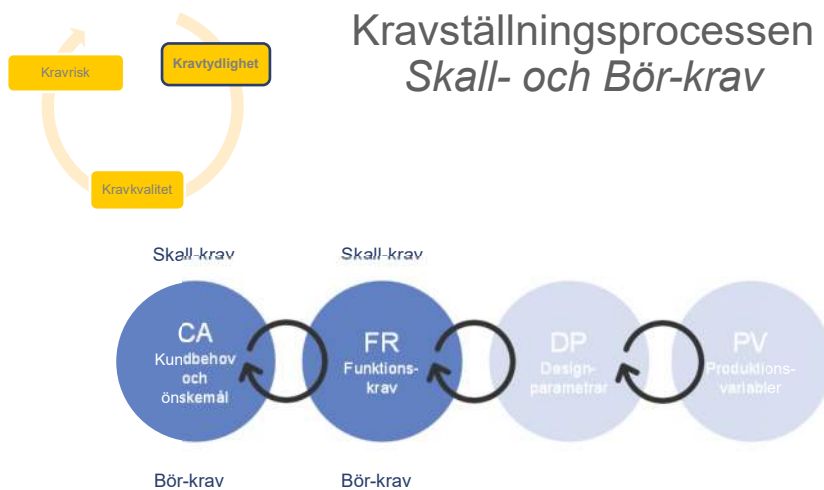 Kravställningsprocessen
Skall- och Bör-krav
Kravrisk
Kravtydlighet
Kravkvalitet
Skall-krav
Skall-krav
CA
Kundbehov
och
önskemål
FR
Funktions-
krav
DP
Design-
parametrar
PV
Produktions-
variabler
Bör-krav
Bör-krav